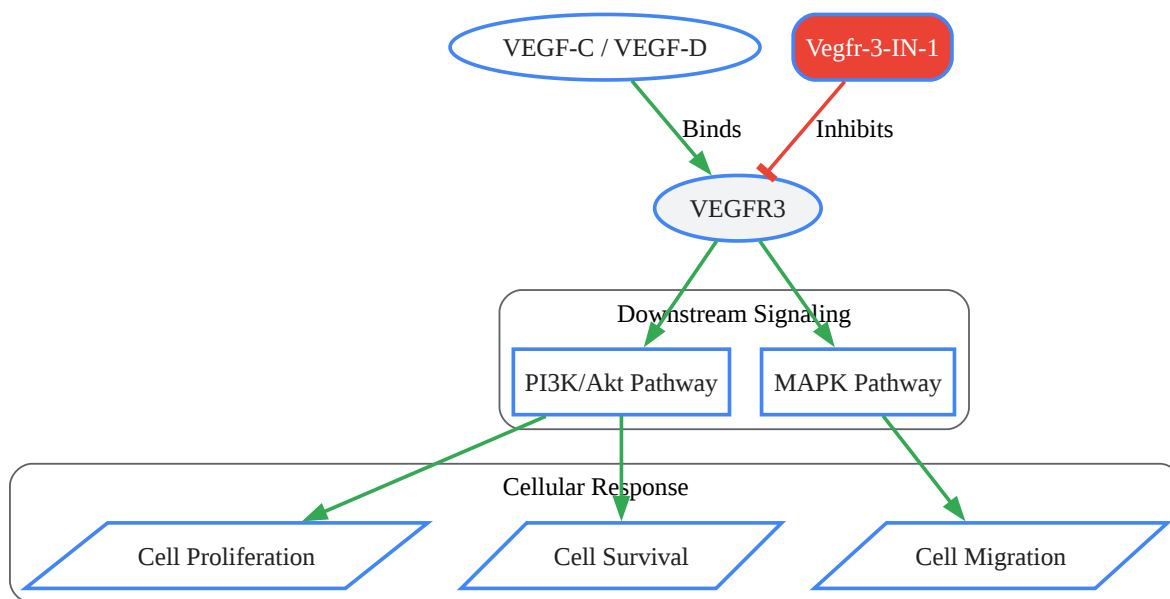 VEGF-C / VEGF-D
Vegfr-3-IN-1
Binds
Inhibits
VEGFR3
Downstream Signaling
PI3K/Akt Pathway
MAPK Pathway
Cellular Response
Cell Proliferation
Cell Survival
Cell Migration